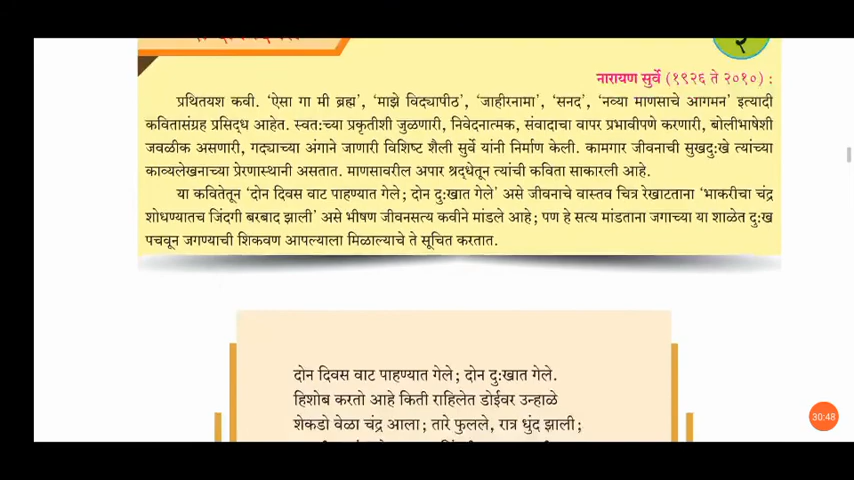 २
नारायण सुर्वे (१९२६ ते २०१०) :
प्रथितयश कवी. ‘ऐसा गा मी ब्रह्म’, ‘माझे विद्यापीठ’, ‘जाहीरनामा’, ‘सनद’, ‘नव्या माणसाचे आगमन’ इत्यादी
कवितासंग्रह प्रसिद्ध आहेत. स्वत:च्या प्रकृतीशी जुळणारी, निवेदनात्मक, संवादाचा वापर प्रभावीपणे करणारी, बोलीभाषेशी
जवळीक असणारी, गद्याच्या अंगाने जाणारी विशिष्ट शैली सुर्वे यांनी निर्माण केली. कामगार जीवनाची सुखदु:खे त्यांच्या
काव्यलेखनाच्या प्रेरणास्थानी असतात. माणसावरील अपार श्रद्धेतून त्यांची कविता साकारली आहे.
या कवितेतून ‘दोन दिवस वाट पाहण्यात गेले; दोन दु:खात गेले’ असे जीवनाचे वास्तव चित्र रेखाटताना ‘भाकरीचा चंद्र
शोधण्यातच जिंदगी बरबाद झाली’ असे भीषण जीवनसत्य कवीने मांडले आहे; पण हे सत्य मांडताना जगाच्या या शाळेत दु:ख
पचवून जगण्याची शिकवण आपल्याला मिळाल्याचे ते सूचित करतात.
दोन दिवस वाट पाहण्यात गेले; दोन दु:खात गेले.
हिशोब करतो आहे किती राहिलेत डोईवर उन्हाळे
शेकडो वेळा चंद्र आला; तारे फुलले, रात्र धुंद झाली;
30:48